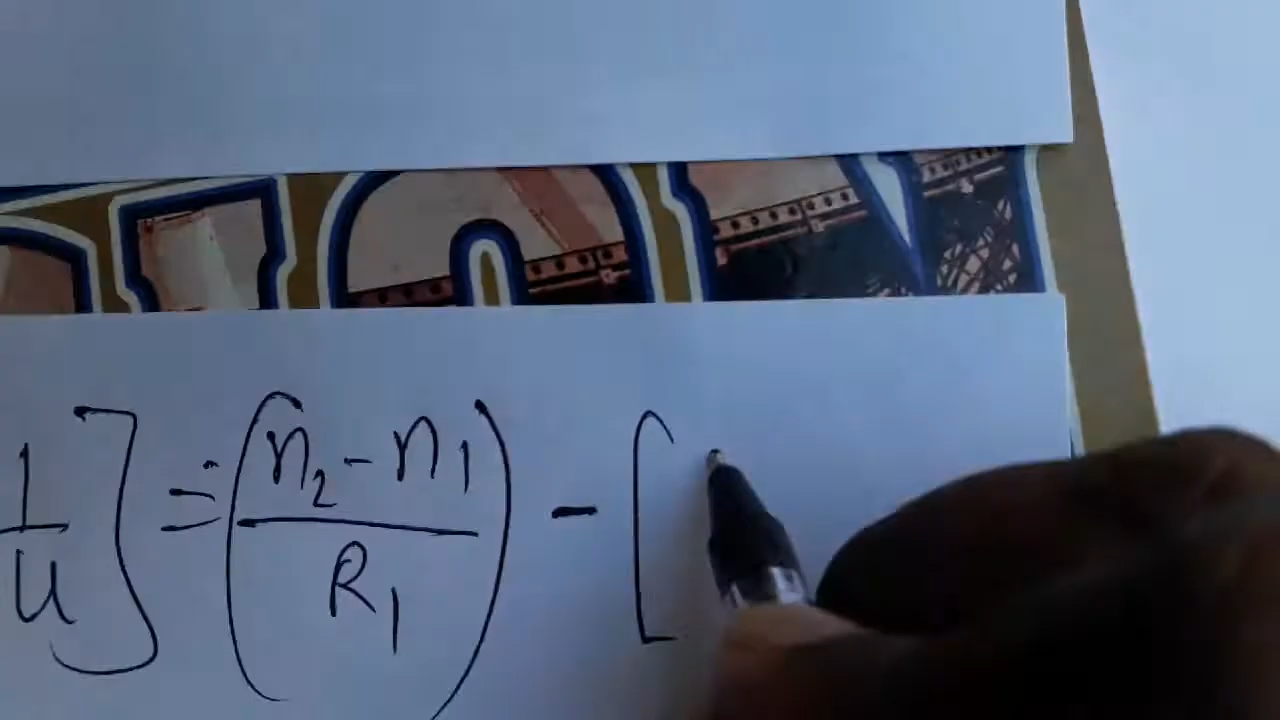 1/u ] = ( n₂ - n₁ / R₁ ) - [